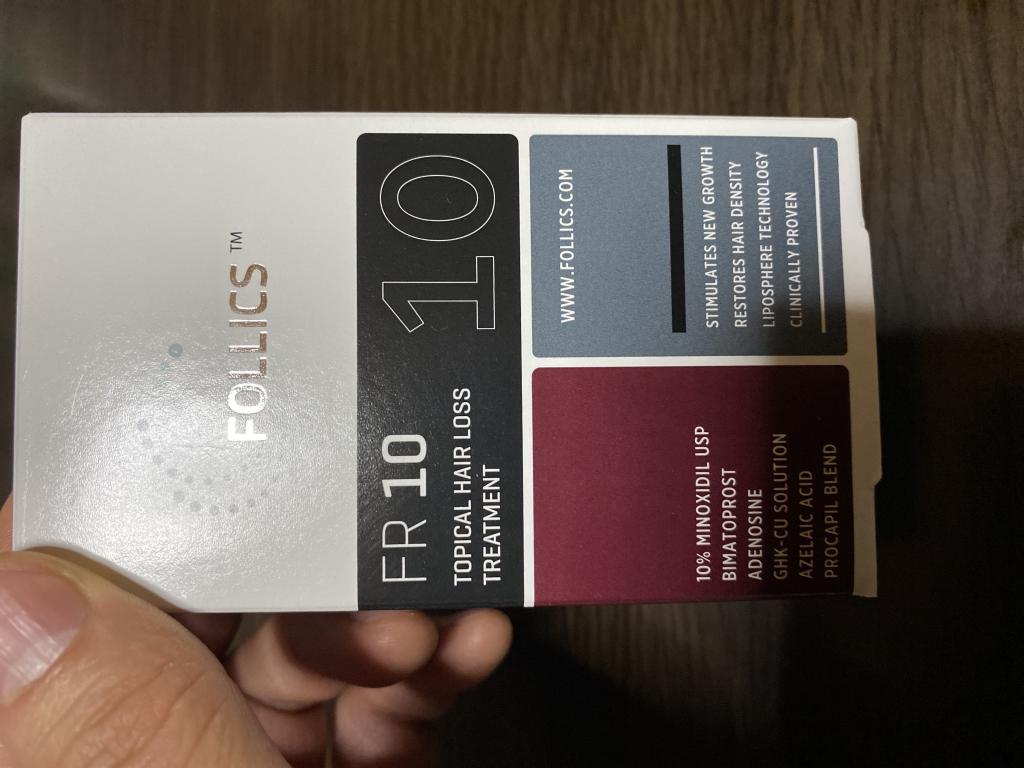 FOLLICS™
FR 10
TOPICAL HAIR LOSS
TREATMENT
10
10% MINOXIDIL USP
BIMATOPROST
ADENOSINE
GHK-CU SOLUTION
AZELAIC ACID
PROCAPIL BLEND
WWW.FOLLICS.COM
STIMULATES NEW GROWTH
RESTORES HAIR DENSITY
LIPOSPHERE TECHNOLOGY
CLINICALLY PROVEN